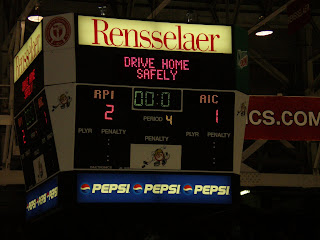 Rensselaer
DRIVE HOME
SAFELY
RPI 00:0 AIC
2 PERIOD 4 1
PLYR PENALTY PLYR PENALTY
PENALTY
PEPSI PEPSI PEPSI
CS.COM